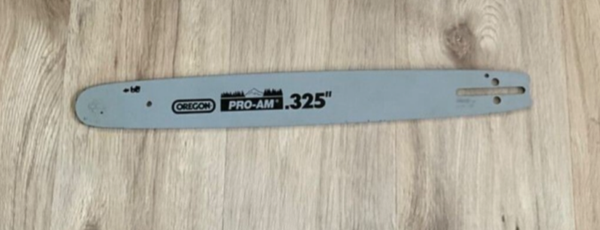 OREGON PRO-AM® .325"